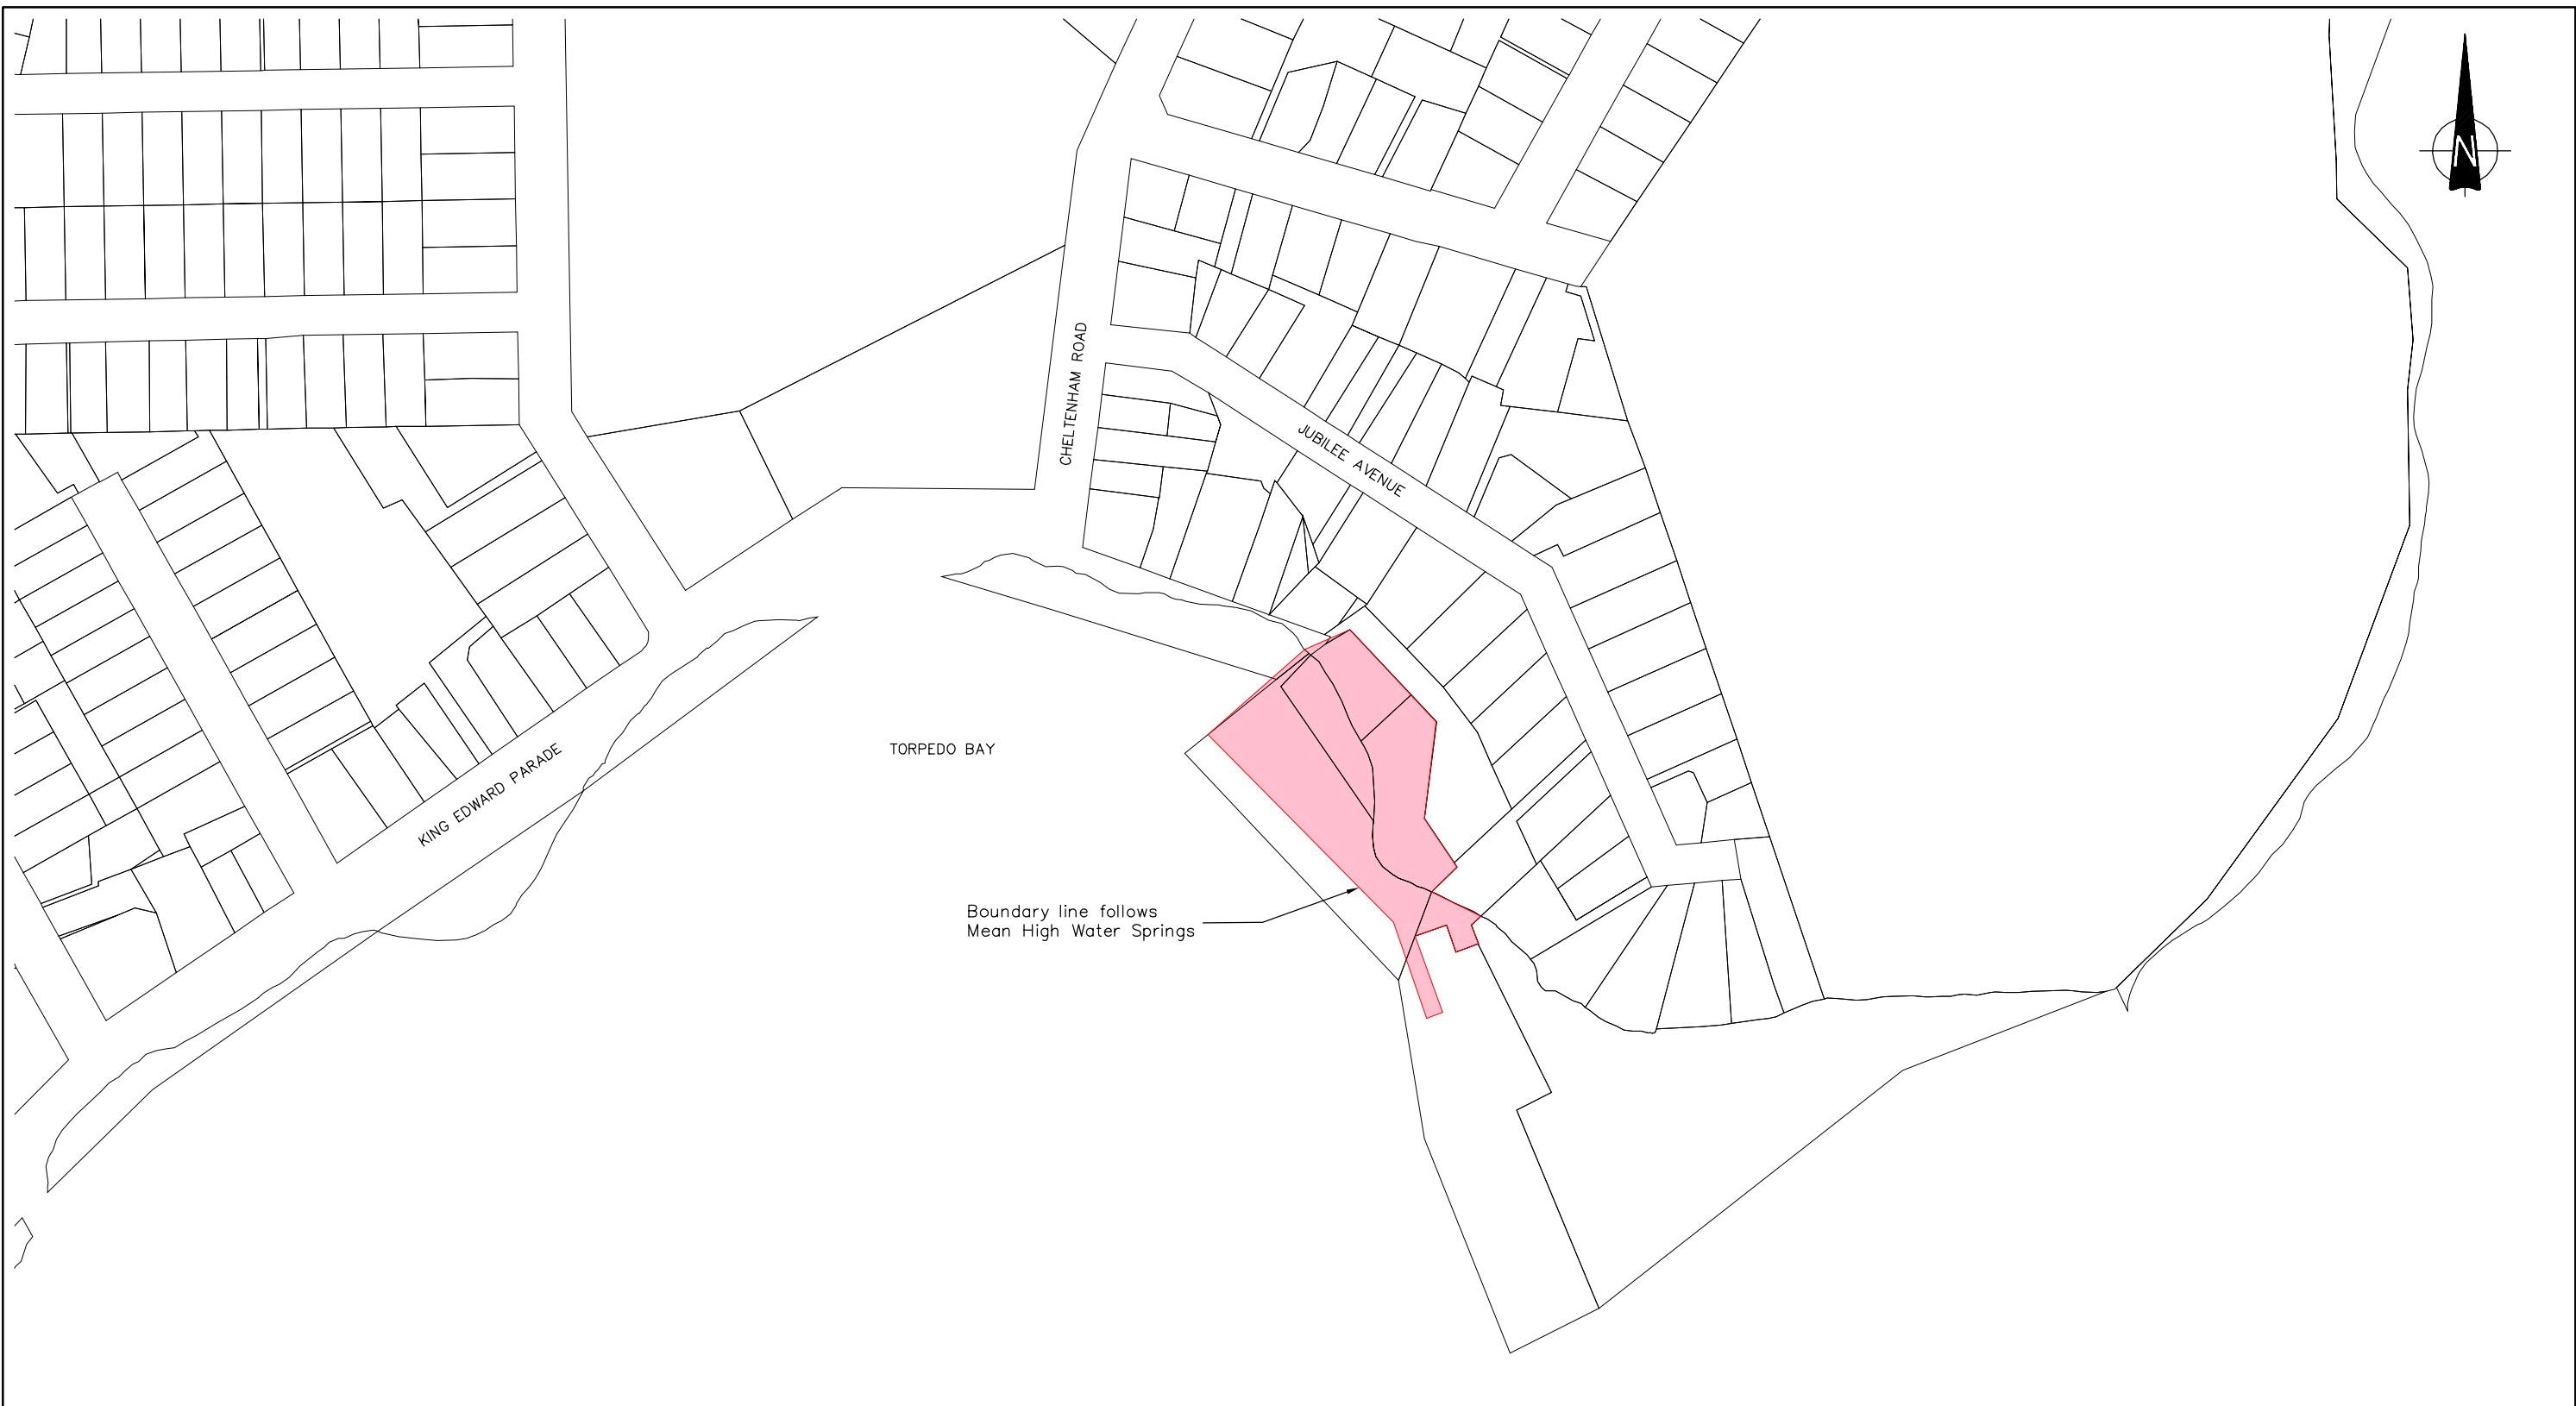 N
CHELTENHAM ROAD
JUBILEE AVENUE
TORPEDO BAY
KING EDWARD PARADE
Boundary line follows
Mean High Water Springs